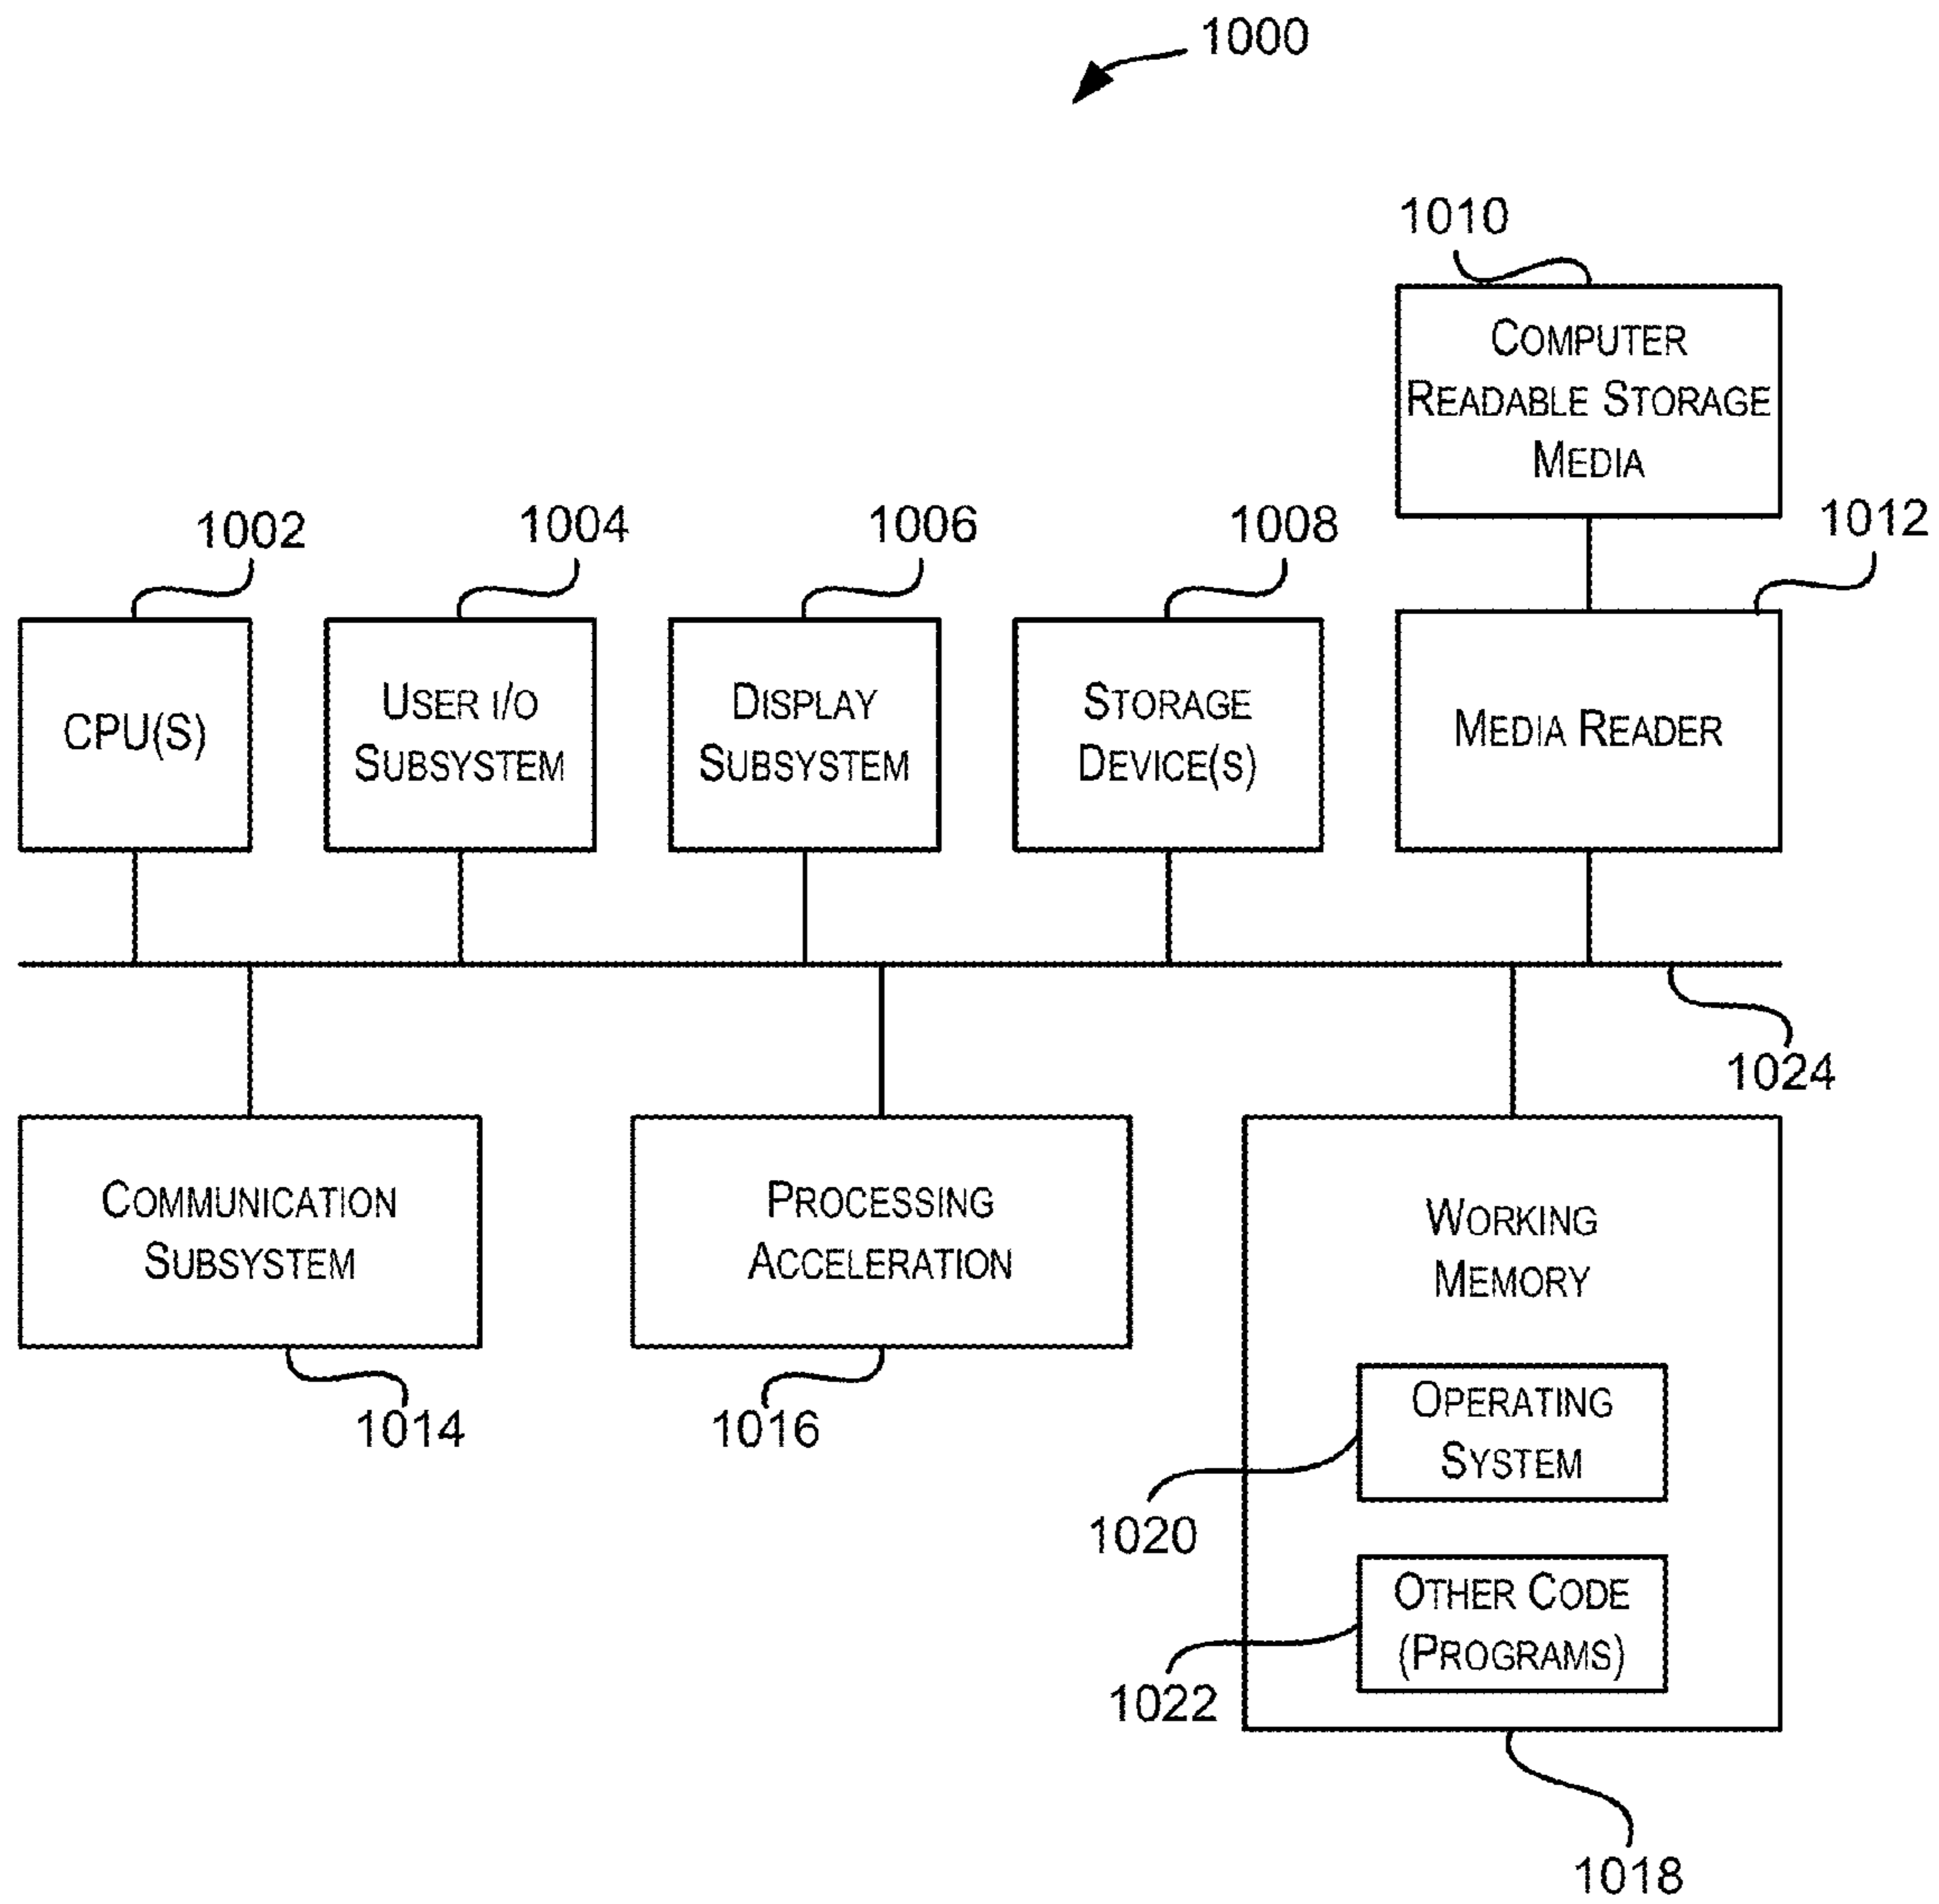 1000
1010
COMPUTER
READABLE STORAGE
MEDIA
1002
1004
1006
1008
1012
CPU(S)
USER I/O
SUBSYSTEM
DISPLAY
SUBSYSTEM
STORAGE
DEVICE(S)
MEDIA READER
1024
COMMUNICATION
SUBSYSTEM
PROCESSING
ACCELERATION
WORKING
MEMORY
1014
1016
OPERATING
SYSTEM
1020
OTHER CODE
(PROGRAMS)
1022
1018